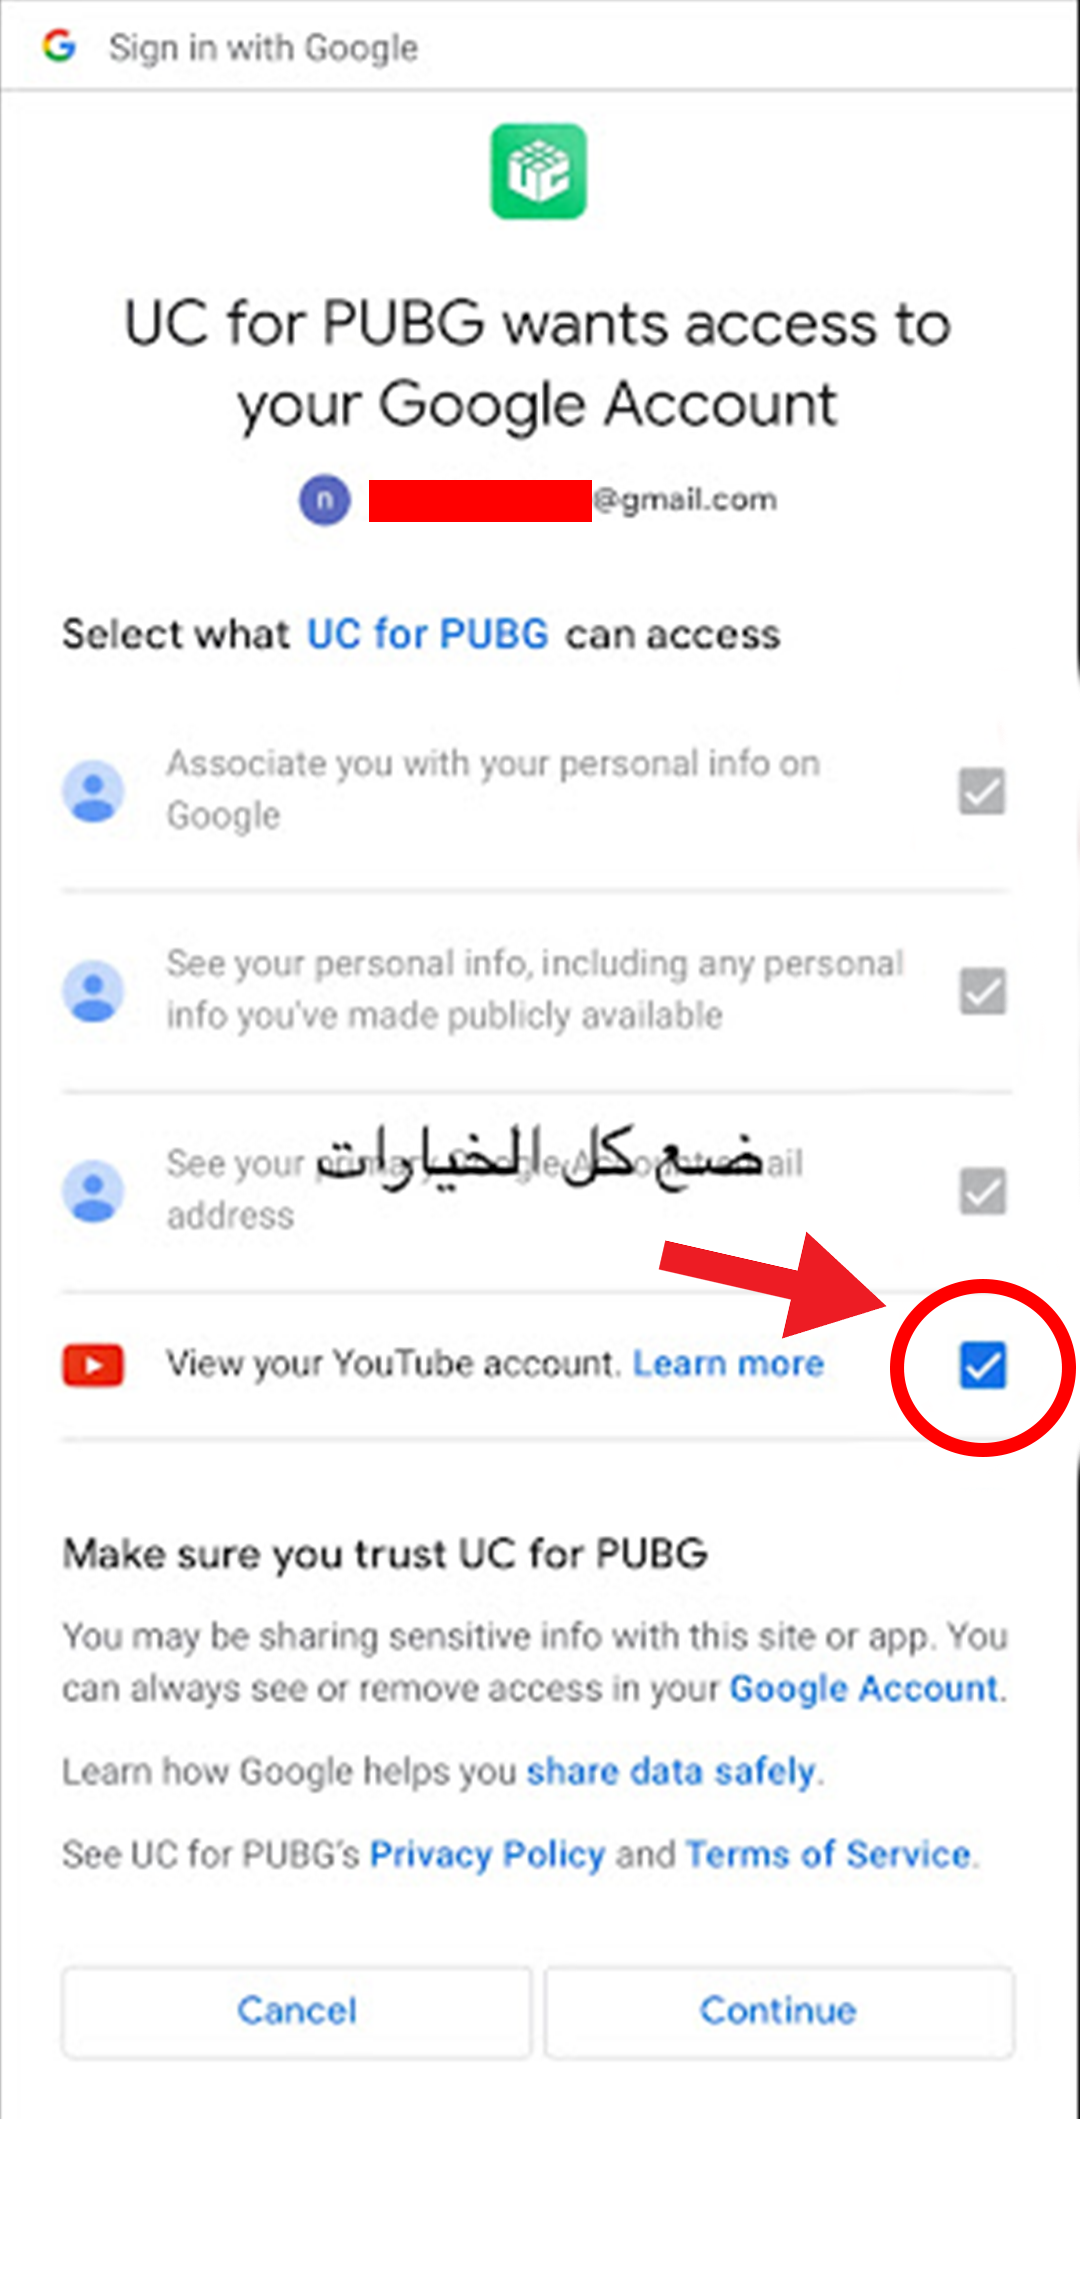 Sign in with Google
UC for PUBG wants access to
your Google Account
n @gmail.com
Select what UC for PUBG can access
Associate you with your personal info on
Google
See your personal info, including any personal
info you've made publicly available
ضع كل الخيارات
See your primary Google Account email
address
View your YouTube account. Learn more
Make sure you trust UC for PUBG
You may be sharing sensitive info with this site or app. You
can always see or remove access in your Google Account.
Learn how Google helps you share data safely.
See UC for PUBG's Privacy Policy and Terms of Service.
Cancel Continue